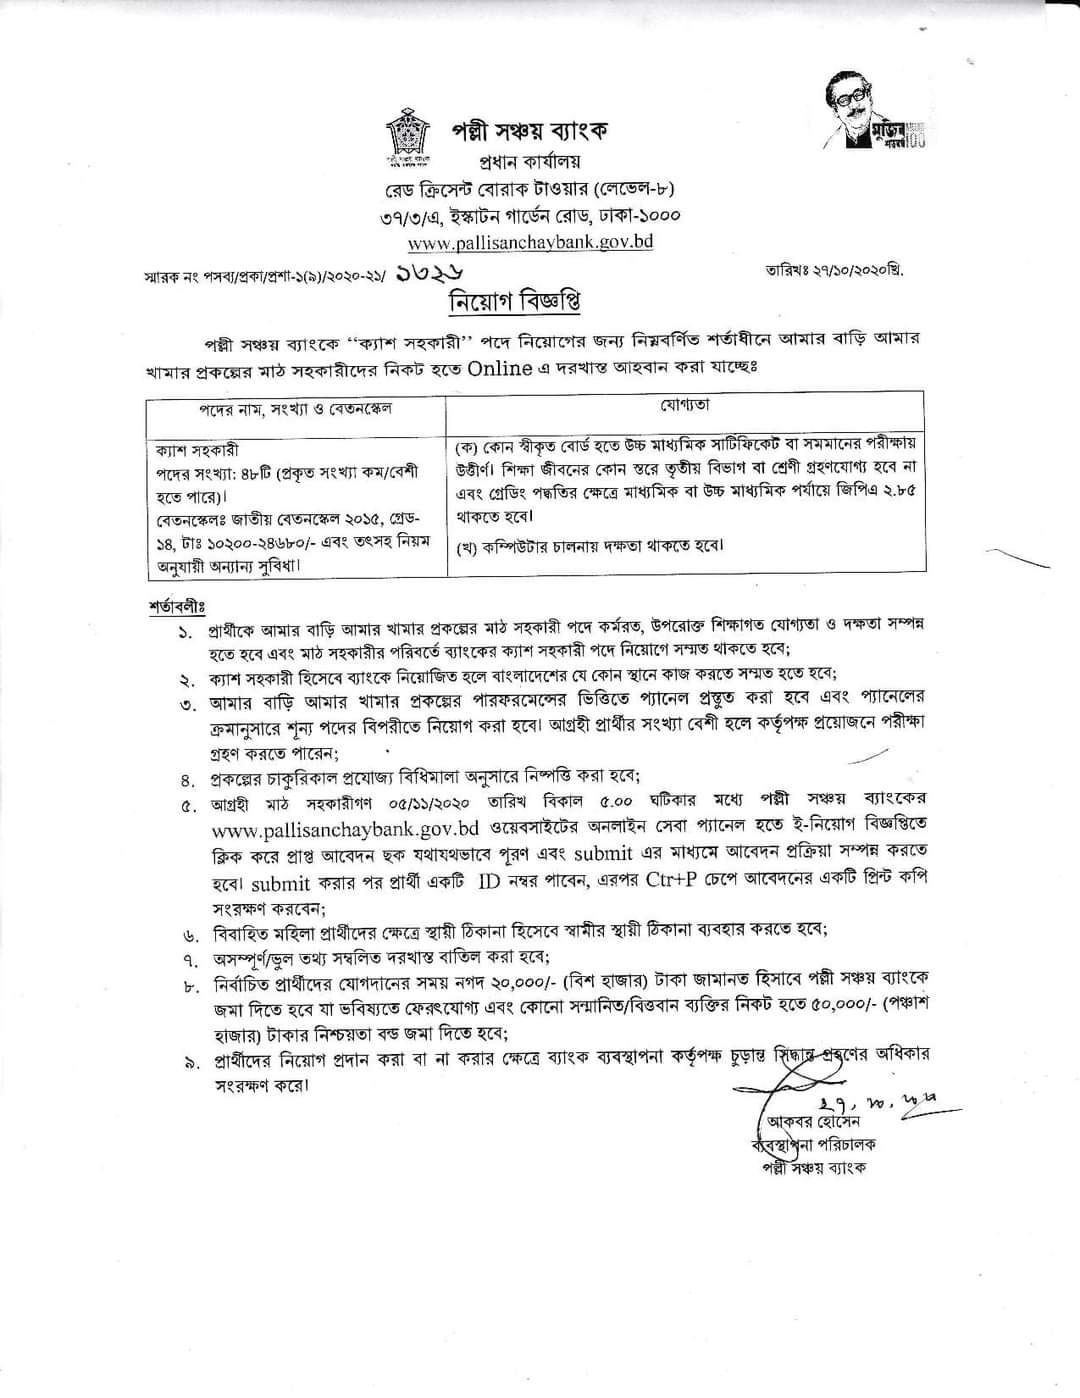 পল্লী সঞ্চয় ব্যাংক
প্রধান কার্যালয়
রেড ক্রিসেন্ট বোরাক টাওয়ার (লেভেল-৮)
৩৭/৩/এ, ইস্কাটন গার্ডেন রোড, ঢাকা-১০০০
www.pallisanchaybank.gov.bd
মুজিব
শতবর্ষ 100
স্মারক নং পসব্য/প্রকা/প্রশা-১(৯)/২০২০-২১/ ১৩২৬
তারিখঃ ২৭/১০/২০২০খ্রি.
নিয়োগ বিজ্ঞপ্তি
পল্লী সঞ্চয় ব্যাংকে ‘‘ক্যাশ সহকারী’’ পদে নিয়োগের জন্য নিম্নবর্ণিত শর্তাধীনে আমার বাড়ি আমার
খামার প্রকল্পের মাঠ সহকারীদের নিকট হতে Online এ দরখাস্ত আহবান করা যাচ্ছেঃ
পদের নাম, সংখ্যা ও বেতনস্কেল
যোগ্যতা
ক্যাশ সহকারী
পদের সংখ্যা: ৪৮টি (প্রকৃত সংখ্যা কম/বেশী
হতে পারে)।
বেতনস্কেলঃ জাতীয় বেতনস্কেল ২০১৫, গ্রেড-
১৪, টাঃ ১০২০০-২৪৬৮০/- এবং তৎসহ নিয়ম
অনুযায়ী অন্যান্য সুবিধা।
(ক) কোন স্বীকৃত বোর্ড হতে উচ্চ মাধ্যমিক সার্টিফিকেট বা সমমানের পরীক্ষায়
উত্তীর্ণ। শিক্ষা জীবনের কোন স্তরে তৃতীয় বিভাগ বা শ্রেণী গ্রহণযোগ্য হবে না
এবং গ্রেডিং পদ্ধতির ক্ষেত্রে মাধ্যমিক বা উচ্চ মাধ্যমিক পর্যায়ে জিপিএ ২.৮৫
থাকতে হবে।
(খ) কম্পিউটার চালনায় দক্ষতা থাকতে হবে।
শর্তাবলীঃ
১. প্রার্থীকে আমার বাড়ি আমার খামার প্রকল্পের মাঠ সহকারী পদে কর্মরত, উপরোক্ত শিক্ষাগত যোগ্যতা ও দক্ষতা সম্পন্ন
হতে হবে এবং মাঠ সহকারীর পরিবর্তে ব্যাংকের ক্যাশ সহকারী পদে নিয়োগে সম্মত থাকতে হবে;
২. ক্যাশ সহকারী হিসেবে ব্যাংকে নিয়োজিত হলে বাংলাদেশের যে কোন স্থানে কাজ করতে সম্মত হতে হবে;
৩. আমার বাড়ি আমার খামার প্রকল্পের পারফরমেন্সের ভিত্তিতে প্যানেল প্রস্তুত করা হবে এবং প্যানেলের
ক্রমানুসারে শূন্য পদের বিপরীতে নিয়োগ করা হবে। আগ্রহী প্রার্থীর সংখ্যা বেশী হলে কর্তৃপক্ষ প্রয়োজনে পরীক্ষা
গ্রহণ করতে পারেন;
৪. প্রকল্পের চাকুরিকাল প্রযোজ্য বিধিমালা অনুসারে নিষ্পত্তি করা হবে;
৫. আগ্রহী মাঠ সহকারীগণ ০৫/১১/২০২০ তারিখ বিকাল ৫.০০ ঘটিকার মধ্যে পল্লী সঞ্চয় ব্যাংকের
www.pallisanchaybank.gov.bd ওয়েবসাইটের অনলাইন সেবা প্যানেল হতে ই-নিয়োগ বিজ্ঞপ্তিতে
ক্লিক করে প্রাপ্ত আবেদন ছক যথাযথভাবে পূরণ এবং submit এর মাধ্যমে আবেদন প্রক্রিয়া সম্পন্ন করতে
হবে। submit করার পর প্রার্থী একটি ID নম্বর পাবেন, এরপর Ctr+P চেপে আবেদনের একটি প্রিন্ট কপি
সংরক্ষণ করবেন;
৬. বিবাহিত মহিলা প্রার্থীদের ক্ষেত্রে স্থায়ী ঠিকানা হিসেবে স্বামীর স্থায়ী ঠিকানা ব্যবহার করতে হবে;
৭. অসম্পূর্ণ/ভুল তথ্য সম্বলিত দরখাস্ত বাতিল করা হবে;
৮. নির্বাচিত প্রার্থীদের যোগদানের সময় নগদ ২০,০০০/- (বিশ হাজার) টাকা জামানত হিসাবে পল্লী সঞ্চয় ব্যাংকে
জমা দিতে হবে যা ভবিষ্যতে ফেরৎযোগ্য এবং কোনো সন্মানিত/বিত্তবান ব্যক্তির নিকট হতে ৫০,০০০/- (পঞ্চাশ
হাজার) টাকার নিশ্চয়তা বন্ড জমা দিতে হবে;
৯. প্রার্থীদের নিয়োগ প্রদান করা বা না করার ক্ষেত্রে ব্যাংক ব্যবস্থাপনা কর্তৃপক্ষ চুড়ান্ত সিদ্ধান্ত গ্রহণের অধিকার
সংরক্ষণ করে।
২৭.১০.২০২০
আকবর হোসেন
ব্যবস্থাপনা পরিচালক
পল্লী সঞ্চয় ব্যাংক